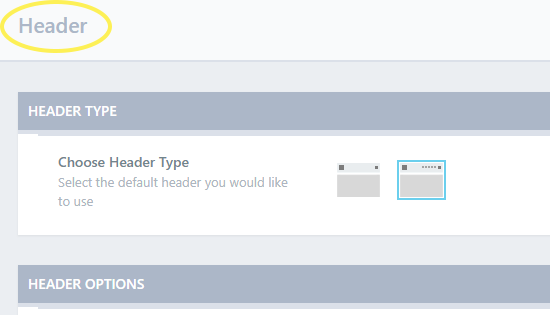 Header
HEADER TYPE
Choose Header Type
Select the default header you would like
to use
HEADER OPTIONS